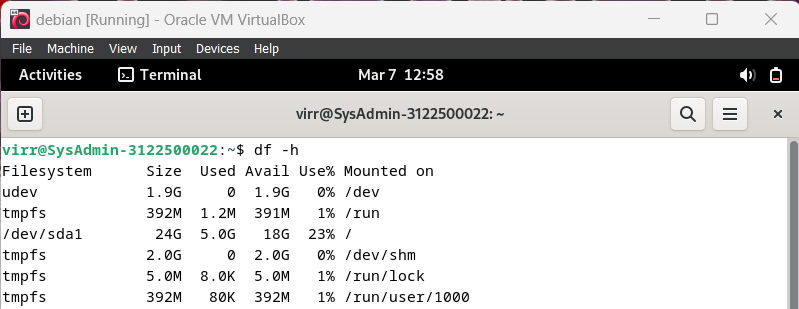 debian [Running] - Oracle VM VirtualBox
File Machine View Input Devices Help
Activities Terminal Mar 7 12:58
virr@SysAdmin-3122500022: ~
virr@SysAdmin-3122500022:~$ df -h
Filesystem Size Used Avail Use% Mounted on
udev 1.9G 0 1.9G 0% /dev
tmpfs 392M 1.2M 391M 1% /run
/dev/sda1 24G 5.0G 18G 23% /
tmpfs 2.0G 0 2.0G 0% /dev/shm
tmpfs 5.0M 8.0K 5.0M 1% /run/lock
tmpfs 392M 80K 392M 1% /run/user/1000